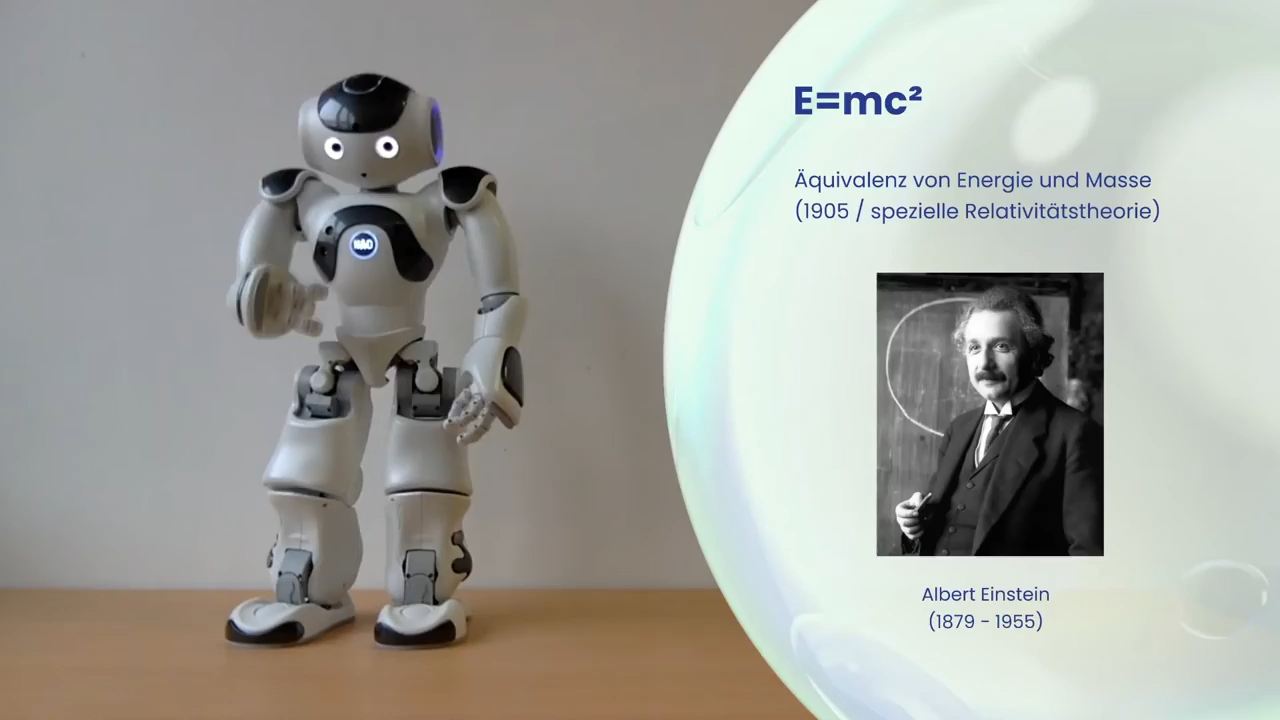 NAO
E=mc²
Äquivalenz von Energie und Masse
(1905 / spezielle Relativitätstheorie)
Albert Einstein
(1879 - 1955)